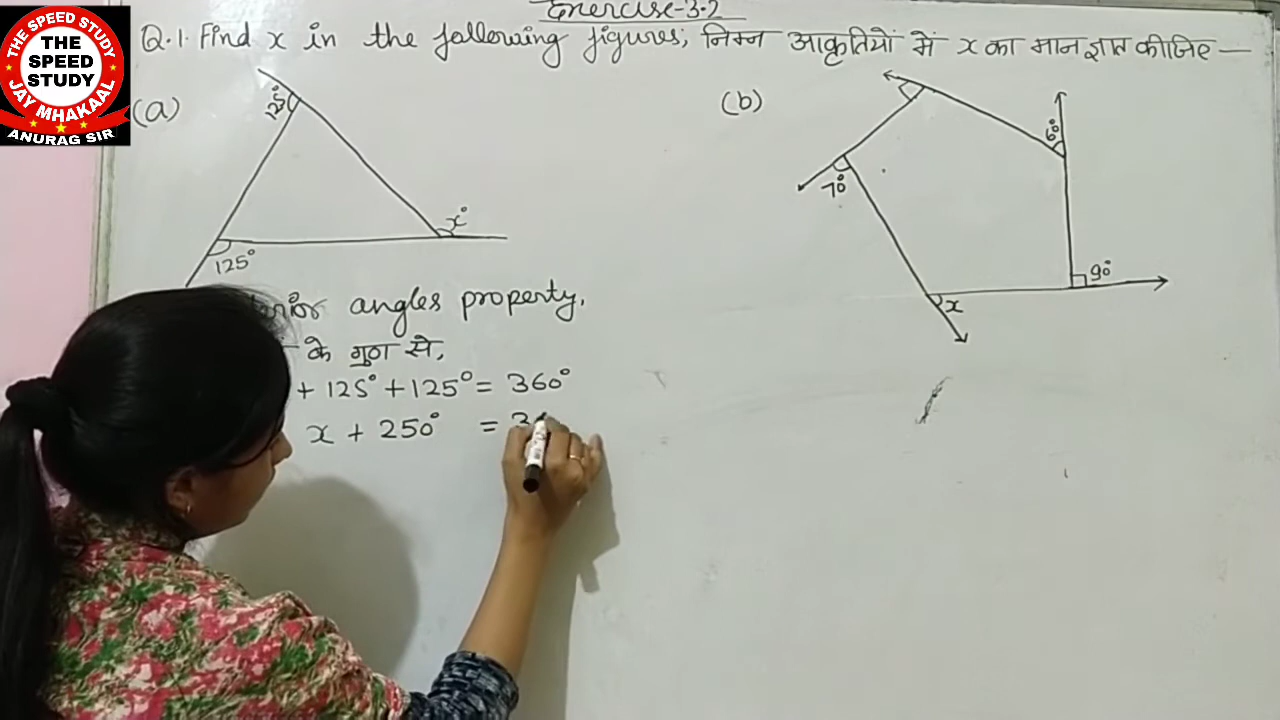 THE SPEED STUDY
THE
SPEED
STUDY
JAY MHAKAAL
ANURAG SIR
Exercise-3.2
Q.1. Find x in the following figures, निम्न आकृतियों में x का मान ज्ञात कीजिए —
(a)
125°
x°
125°
(b)
60°
70°
90°
x
angles property,
के गुण से,
+ 125° + 125° = 360°
x + 250° =